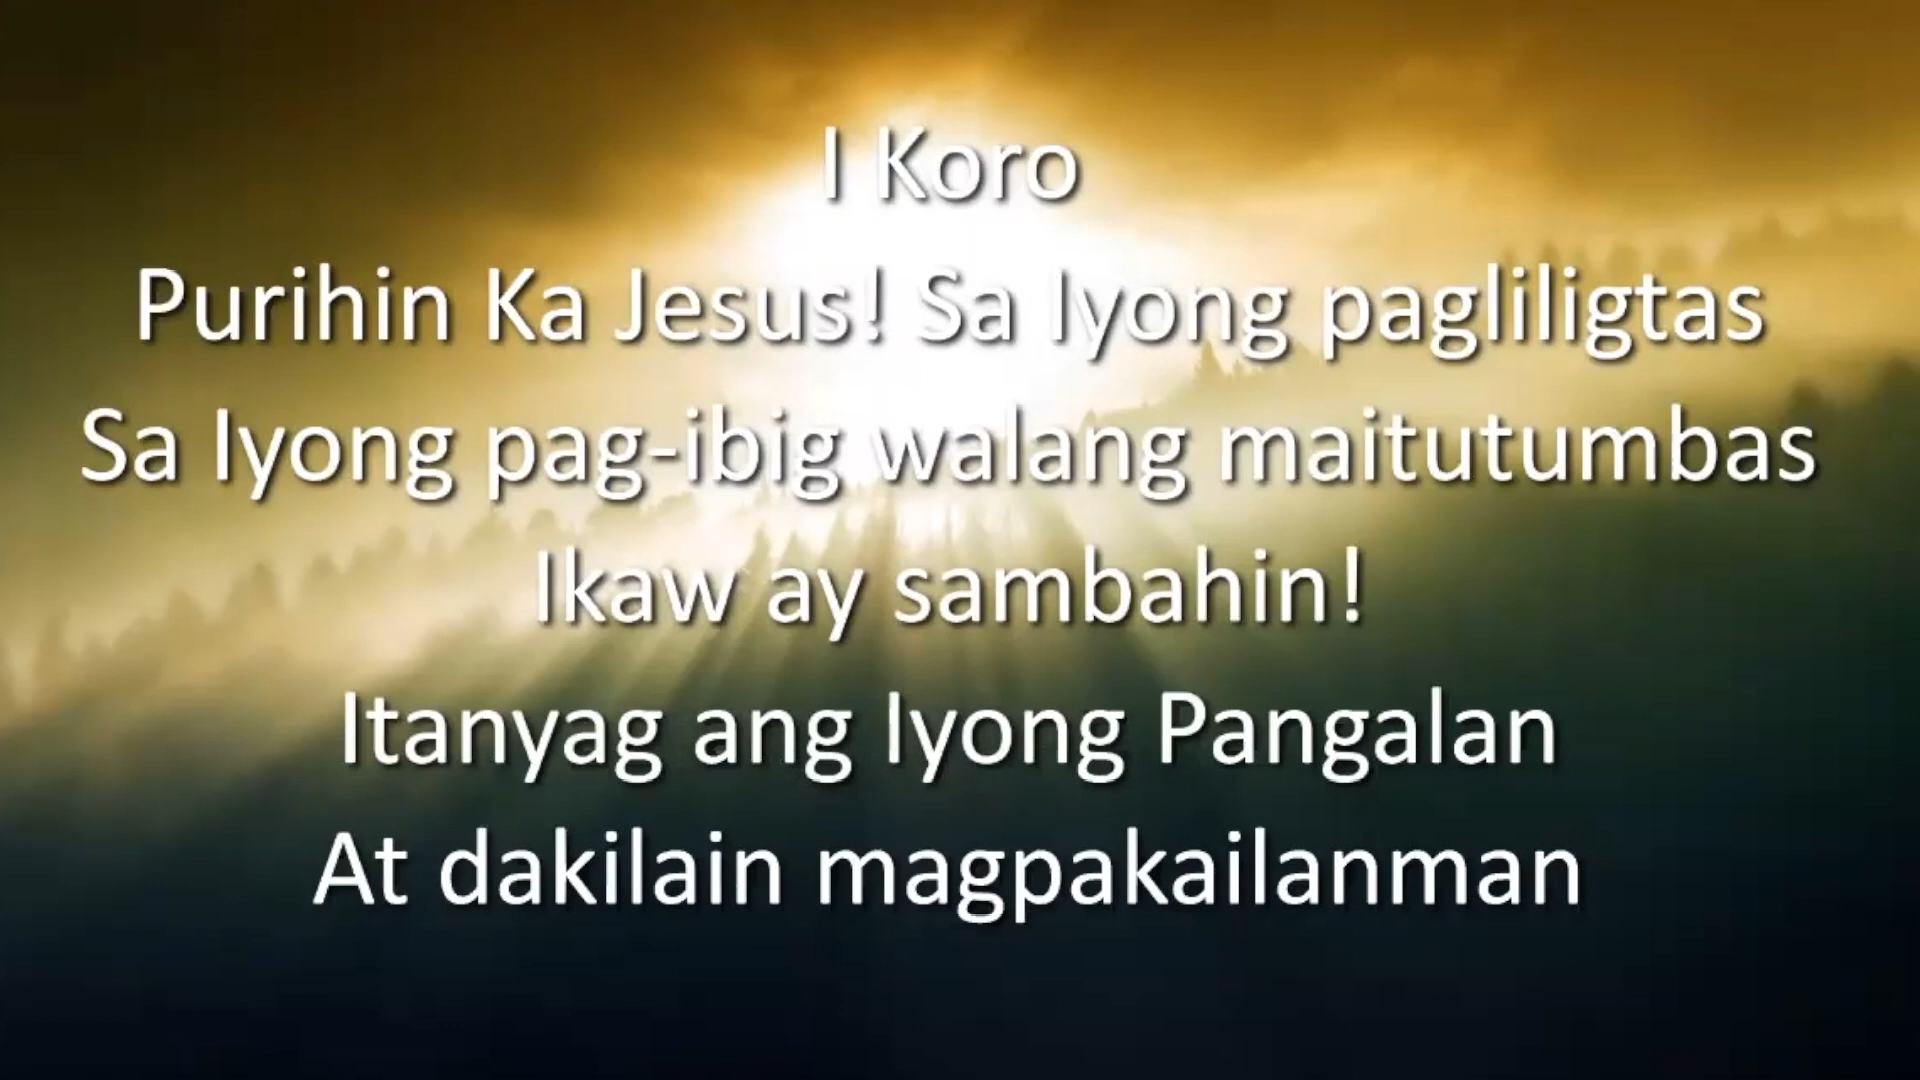 I Koro
Purihin Ka Jesus! Sa Iyong pagliligtas
Sa Iyong pag-ibig walang maitutumbas
Ikaw ay sambahin!
Itanyag ang Iyong Pangalan
At dakilain magpakailanman